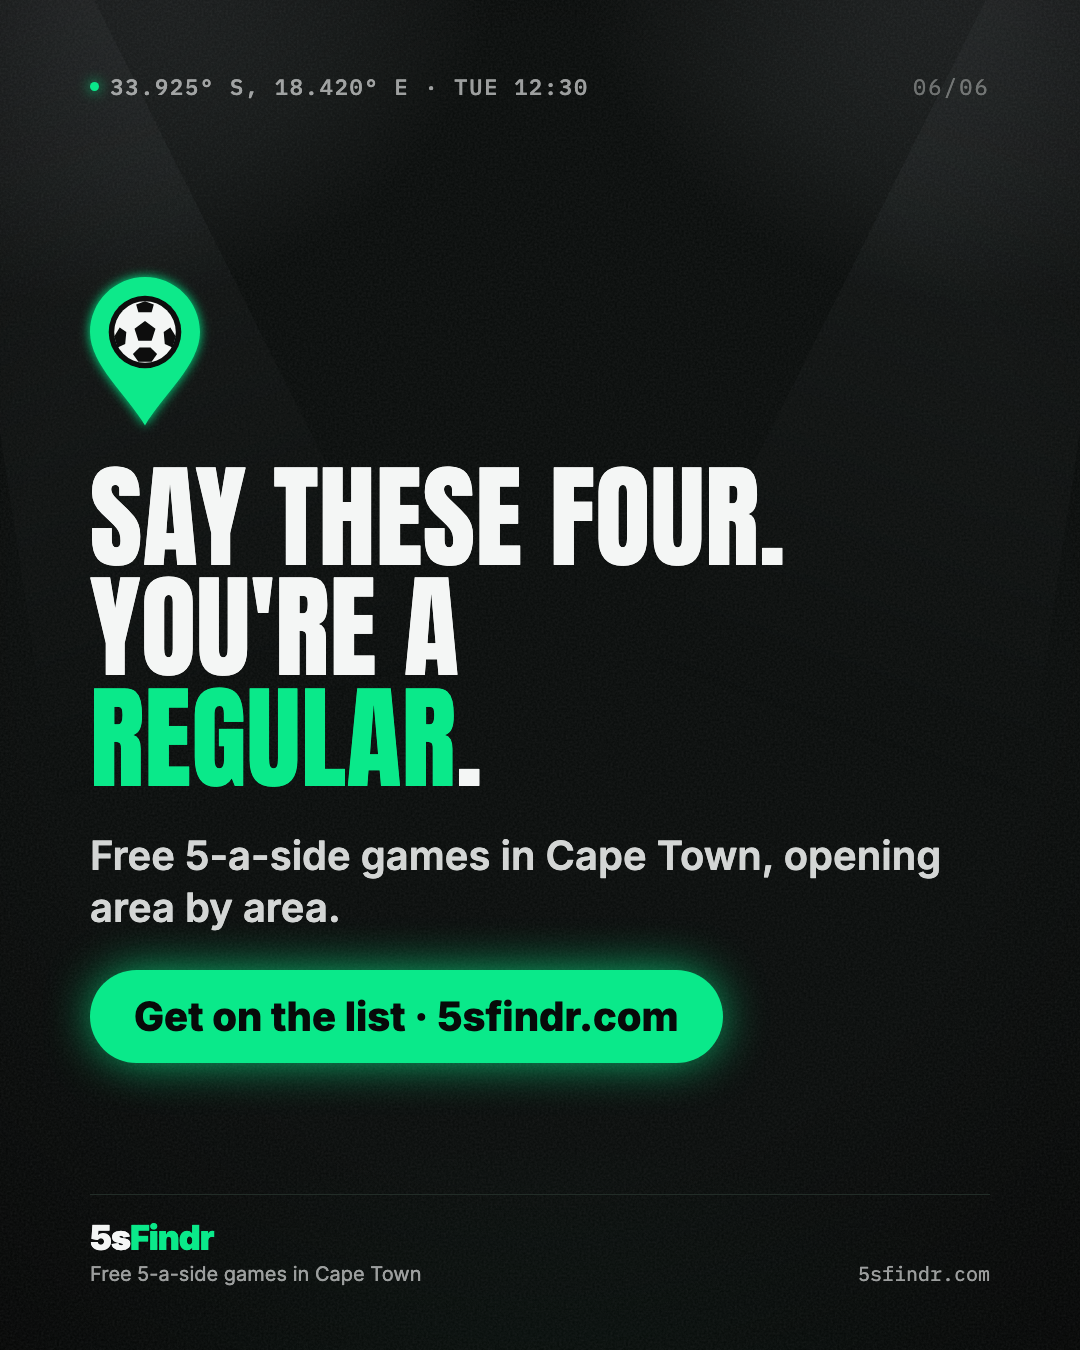 33.925° S, 18.420° E · TUE 12:30
06/06
SAY THESE FOUR.
YOU'RE A
REGULAR.
Free 5-a-side games in Cape Town, opening
area by area.
Get on the list · 5sfindr.com
5sFindr
Free 5-a-side games in Cape Town
5sfindr.com